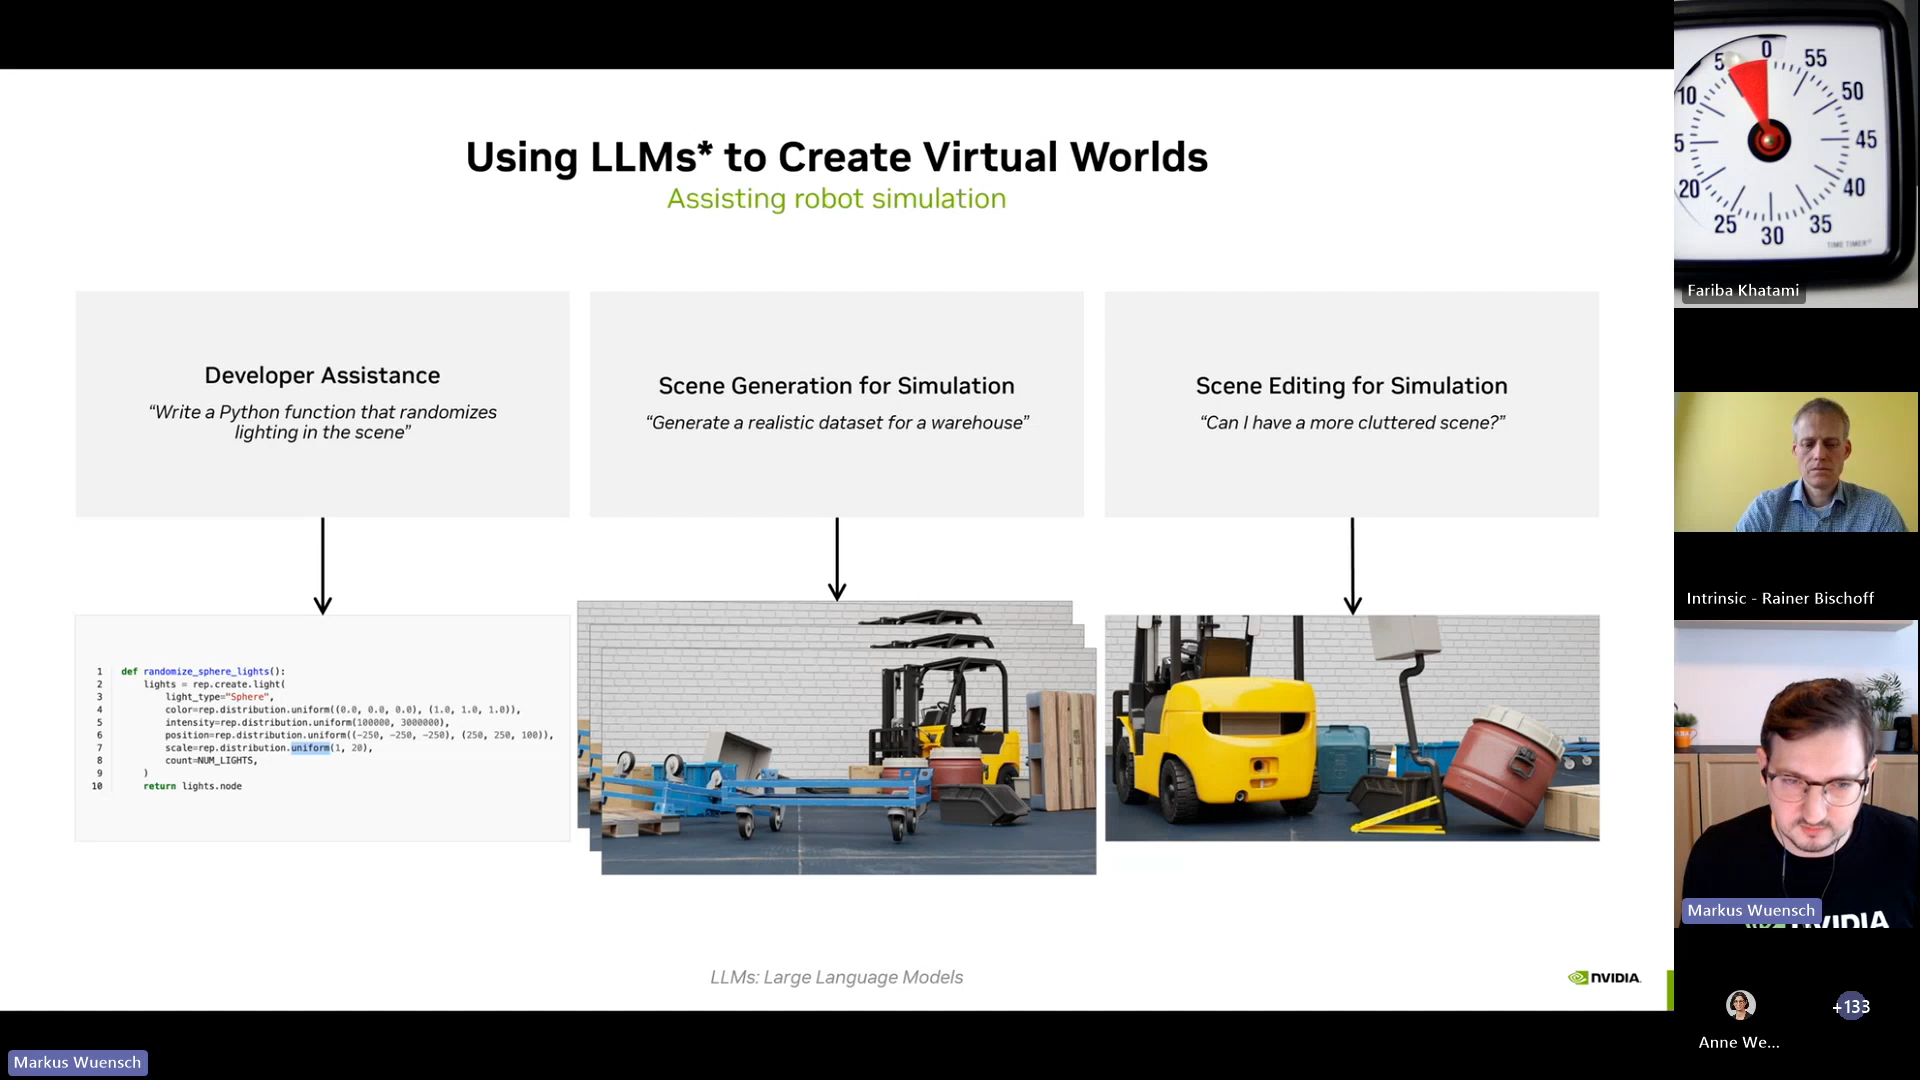 Using LLMs* to Create Virtual Worlds
Assisting robot simulation
Developer Assistance
“Write a Python function that randomizes
lighting in the scene”
Scene Generation for Simulation
“Generate a realistic dataset for a warehouse”
Scene Editing for Simulation
“Can I have a more cluttered scene?”
1 def randomize_sphere_lights():
2 lights = rep.create.light(
3 light_type="Sphere",
4 color=rep.distribution.uniform((0.0, 0.0, 0.0), (1.0, 1.0, 1.0)),
5 intensity=rep.distribution.uniform(100000, 3000000),
6 position=rep.distribution.uniform((-250, -250, -250), (250, 250, 100)),
7 scale=rep.distribution.uniform(1, 20),
8 count=NUM_LIGHTS,
9 )
10 return lights.node
LLMs: Large Language Models
NVIDIA
Markus Wuensch
0
55
50
45
40
35
30
25
20
5
10
5
TIME TIMER
Fariba Khatami
Intrinsic - Rainer Bischoff
NVIDIA
Markus Wuensch
+133
Anne We...